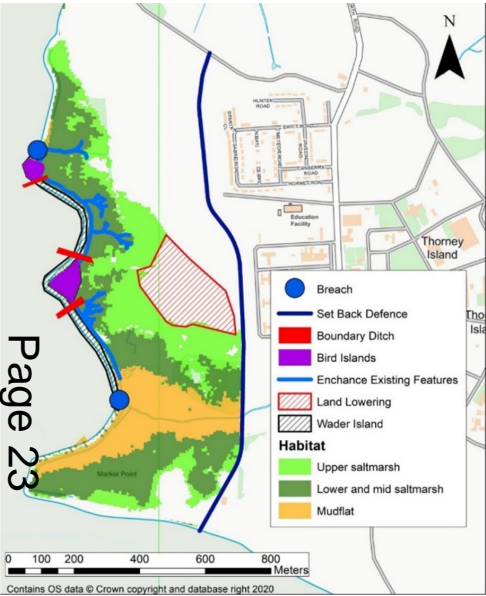 N
HUNTER
ROAD
HORNET RD
Education
Facility
Thorney
Island
Breach
Set Back Defence
Boundary Ditch
Bird Islands
Enchance Existing Features
Land Lowering
Wader Island
Habitat
Upper saltmarsh
Lower and mid saltmarsh
Mudflat
Marker Point
Page 23
0 100 200 400 600 800
Meters
Contains OS data © Crown copyright and database right 2020